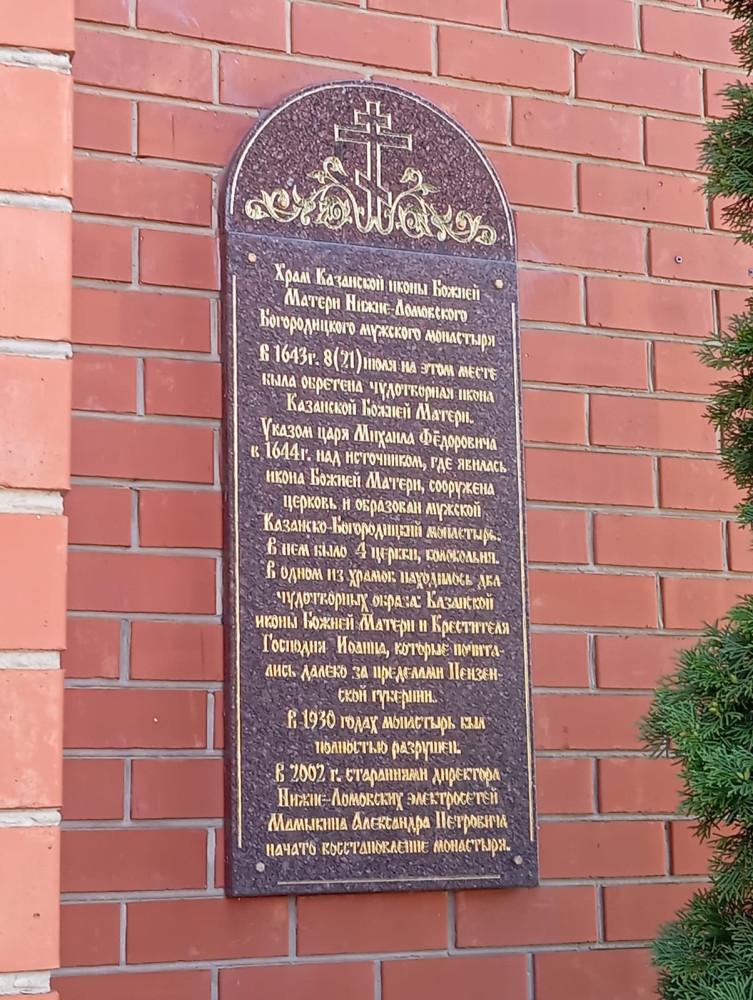 Храм Казанской иконы Божией
Матери Нижне-Ломовского
Богородицкого мужского монастыря
В 1643г. 8(21)июля на этом месте
была обретена чудотворная икона
Казанской Божией Матери.
Указом царя Михаила Фёдоровича
в 1644г. над источником, где явилась
икона Божией Матери, сооружена
церковь и образован мужской
Казанско-Богородицкий монастырь.
В нем было 4 церкви, колокольня.
В одном из храмов находилось два
чудотворных образа: Казанской
иконы Божией Матери и Крестителя
Господня Иоанна, которые почита-
лись далеко за пределами Пензен-
ской губернии.
В 1930 годах монастырь был
полностью разрушен.
В 2002 г. стараниями директора
Нижне-Ломовских электросетей
Мамыкина Александра Петровича
начато восстановление монастыря.